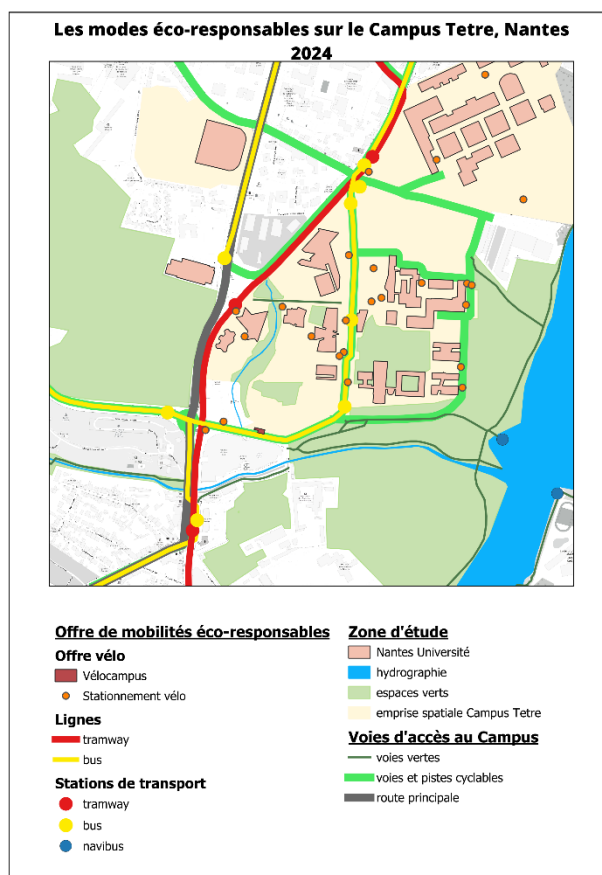 Les modes éco-responsables sur le Campus Tetre, Nantes
2024
Offre de mobilités éco-responsables
Offre vélo
Vélocampus
Stationnement vélo
Lignes
tramway
bus
Stations de transport
tramway
bus
navibus
Zone d'étude
Nantes Université
hydrographie
espaces verts
emprise spatiale Campus Tetre
Voies d'accès au Campus
voies vertes
voies et pistes cyclables
route principale